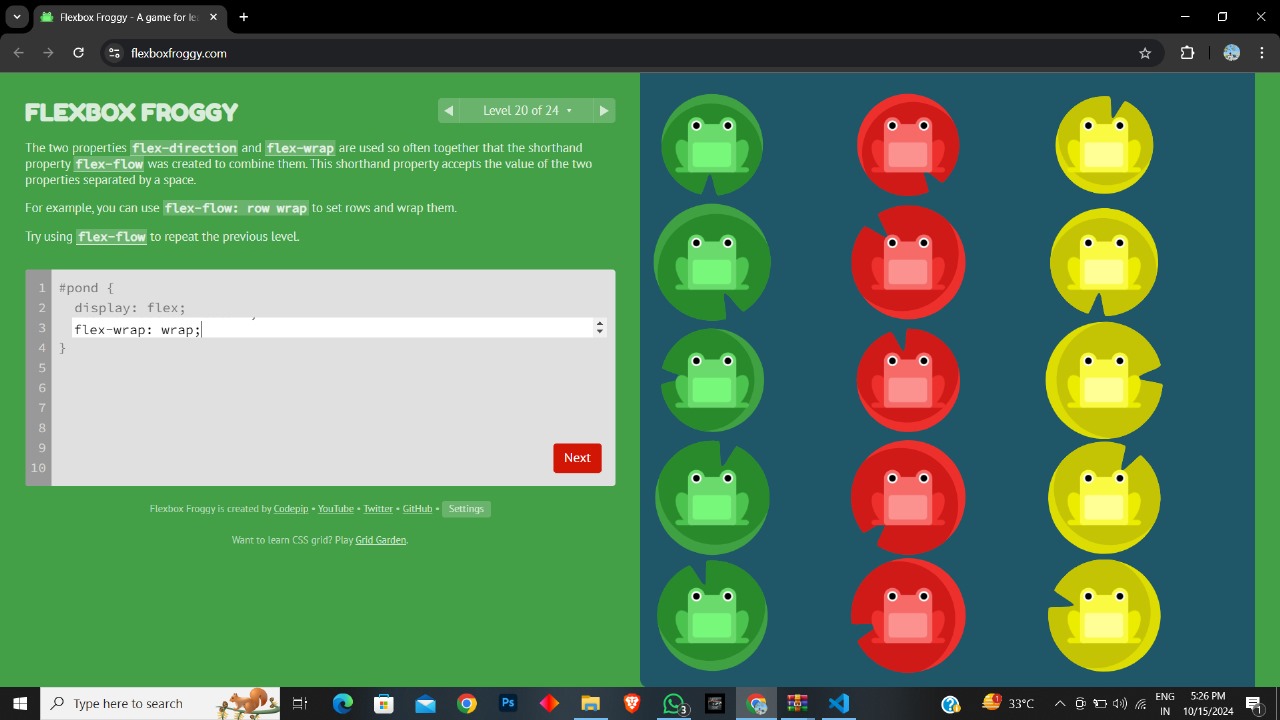 Flexbox Froggy - A game for le
flexboxfroggy.com
FLEXBOX FROGGY
Level 20 of 24
The two properties flex-direction and flex-wrap are used so often together that the shorthand
property flex-flow was created to combine them. This shorthand property accepts the value of the two
properties separated by a space.
For example, you can use flex-flow: row wrap to set rows and wrap them.
Try using flex-flow to repeat the previous level.
1 #pond {
2 display: flex;
3 flex-wrap: wrap;
4 }
5
6
7
8
9
10
Next
Flexbox Froggy is created by Codepip • YouTube • Twitter • GitHub • Settings
Want to learn CSS grid? Play Grid Garden.
Type here to search
Ps
3
1
33°C
ENG
IN
5:26 PM
10/15/2024
1